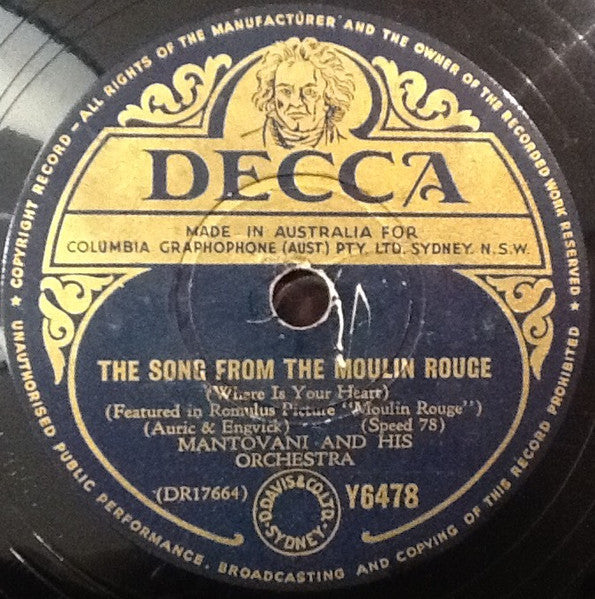 ★ COPYRIGHT RECORD – ALL RIGHTS OF THE MANUFACTURER AND THE OWNER OF THE RECORDED WORK RESERVED ★
DECCA
MADE IN AUSTRALIA FOR
COLUMBIA GRAPHOPHONE (AUST) PTY. LTD. SYDNEY. N.S.W.
THE SONG FROM THE MOULIN ROUGE
(Where Is Your Heart)
(Featured in Romulus Picture "Moulin Rouge")
(Auric & Engvick) (Speed 78)
MANTOVANI AND HIS
ORCHESTRA
(DR17664) Y6478
D.DAVIS & CO. LTD.
SYDNEY
UNAUTHORISED PUBLIC PERFORMANCE, BROADCASTING AND COPYING OF THIS RECORD PROHIBITED